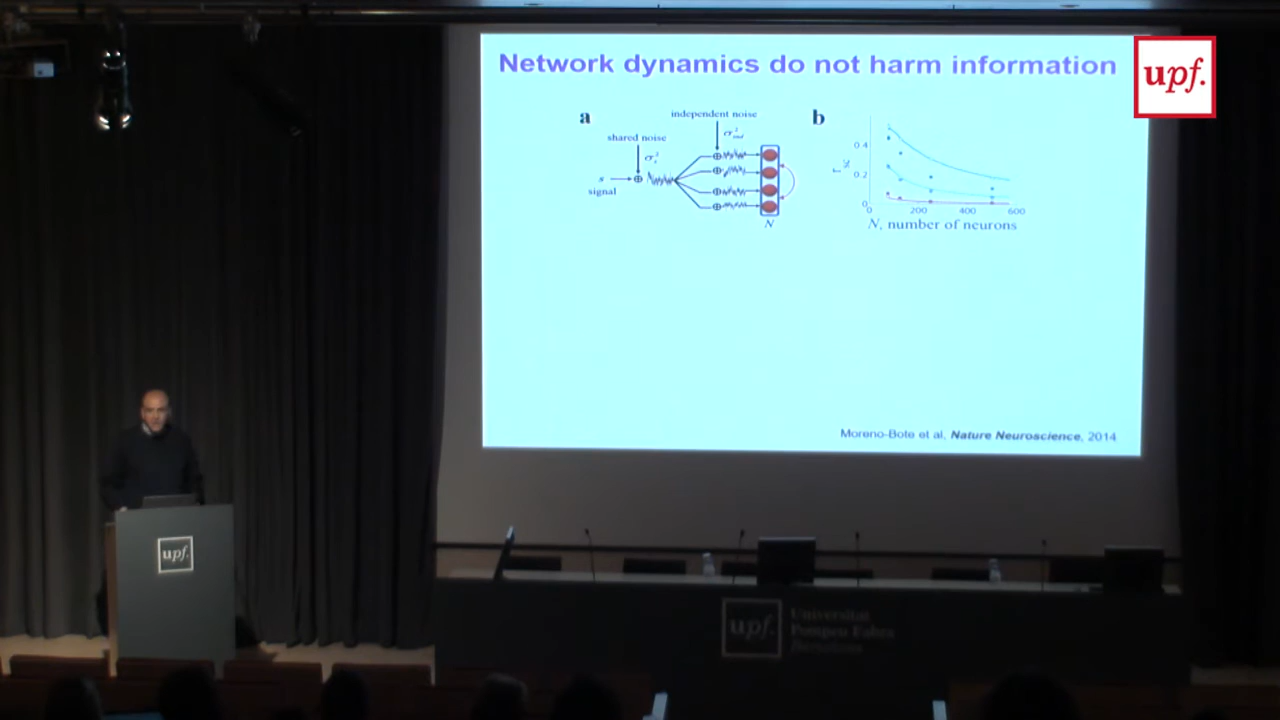 Network dynamics do not harm information
upf.
a
independent noise
shared noise
s
signal
N
b
0.4
0.2
0
0
200
400
600
N, number of neurons
Moreno-Bote et al, Nature Neuroscience, 2014
upf.
upf.
Universitat
Pompeu Fabra
Barcelona